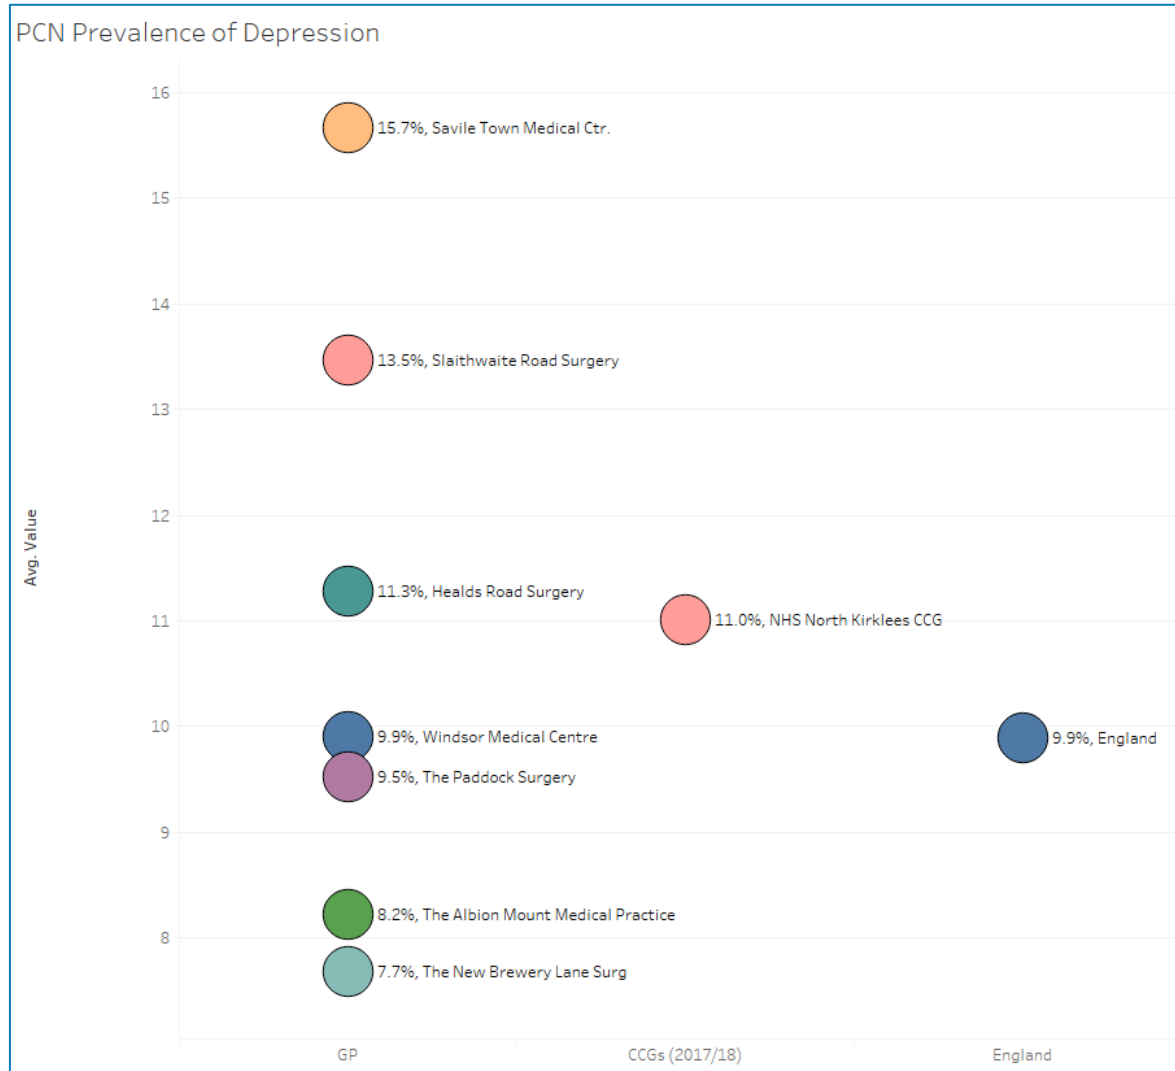 PCN Prevalence of Depression
Avg. Value
16
15
14
13
12
11
10
9
8
15.7%, Savile Town Medical Ctr.
13.5%, Slaithwaite Road Surgery
11.3%, Healds Road Surgery
11.0%, NHS North Kirklees CCG
9.9%, Windsor Medical Centre
9.9%, England
9.5%, The Paddock Surgery
8.2%, The Albion Mount Medical Practice
7.7%, The New Brewery Lane Surg
GP
CCGs (2017/18)
England